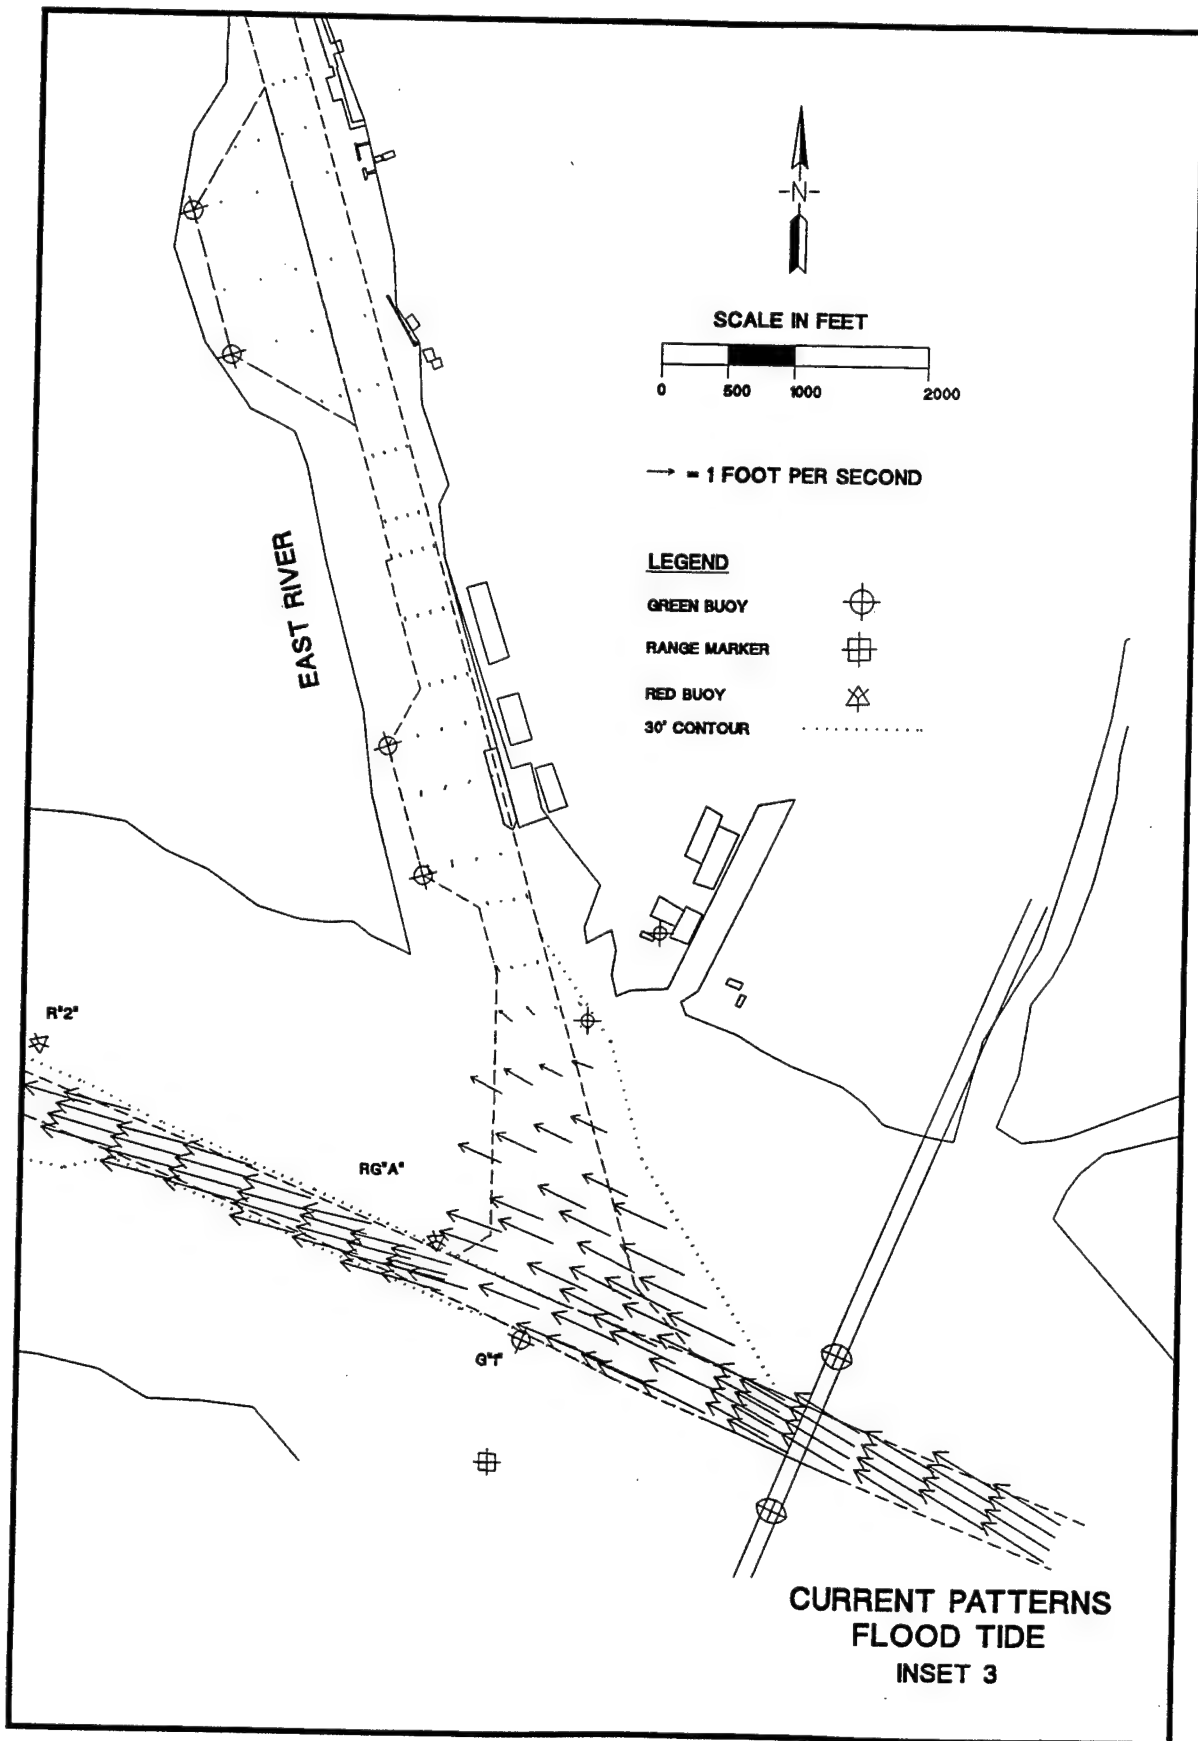 N
SCALE IN FEET
0 500 1000 2000
= 1 FOOT PER SECOND
LEGEND
GREEN BUOY
RANGE MARKER
RED BUOY
30' CONTOUR
EAST RIVER
R"2"
RG"A"
G"1"
CURRENT PATTERNS
FLOOD TIDE
INSET 3